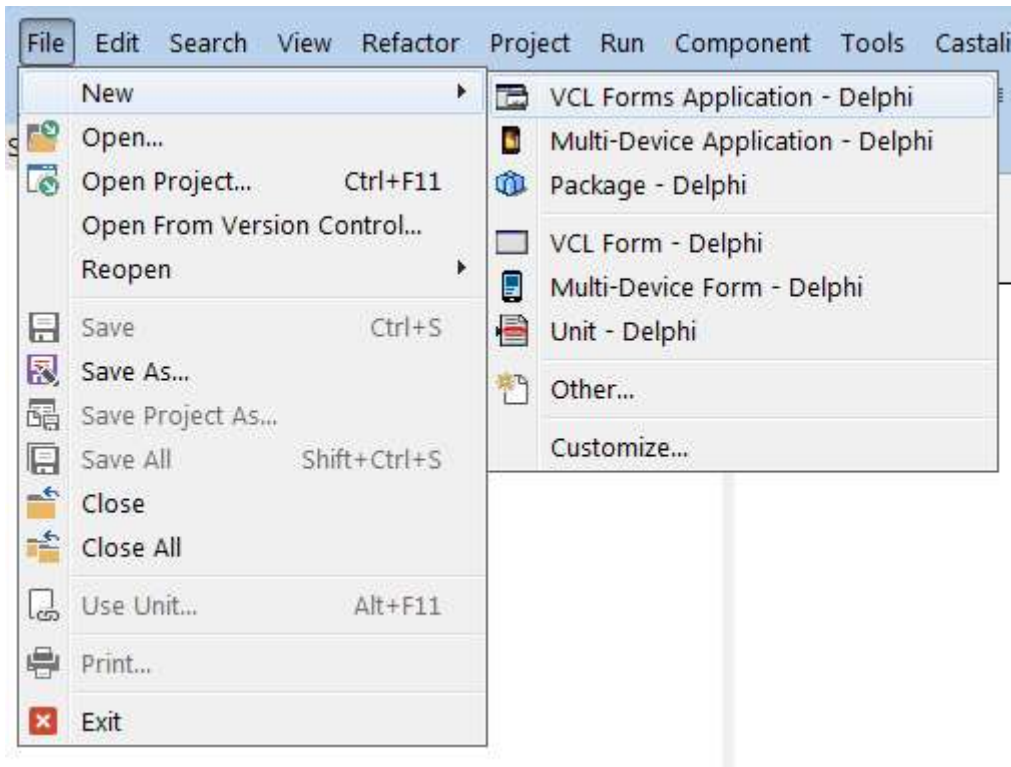 File Edit Search View Refactor Project Run Component Tools Castali
New
Open...
Open Project... Ctrl+F11
Open From Version Control...
Reopen
Save Ctrl+S
Save As...
Save Project As...
Save All Shift+Ctrl+S
Close
Close All
Use Unit... Alt+F11
Print...
Exit
VCL Forms Application - Delphi
Multi-Device Application - Delphi
Package - Delphi
VCL Form - Delphi
Multi-Device Form - Delphi
Unit - Delphi
Other...
Customize...